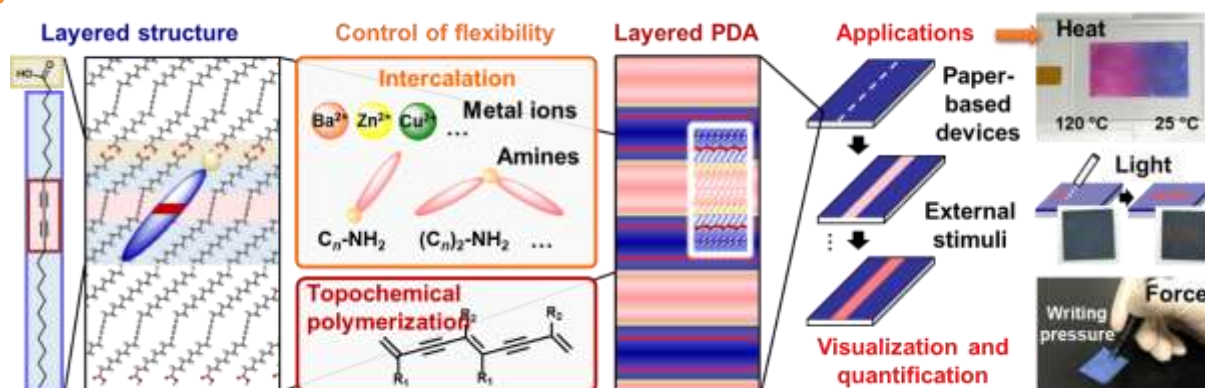 Layered structure
HO
O
Control of flexibility
Intercalation
Metal ions
Ba²⁺ Zn²⁺ Cu²⁺ ...
Amines
Cₙ-NH₂ (Cₙ)₂-NH₂ ...
Topochemical
polymerization
R₂
R₂
R₁
R₁
Layered PDA
Applications
Paper-
based
devices
External
stimuli
Visualization and
quantification
Heat
120 °C 25 °C
Light
Force
Writing
pressure